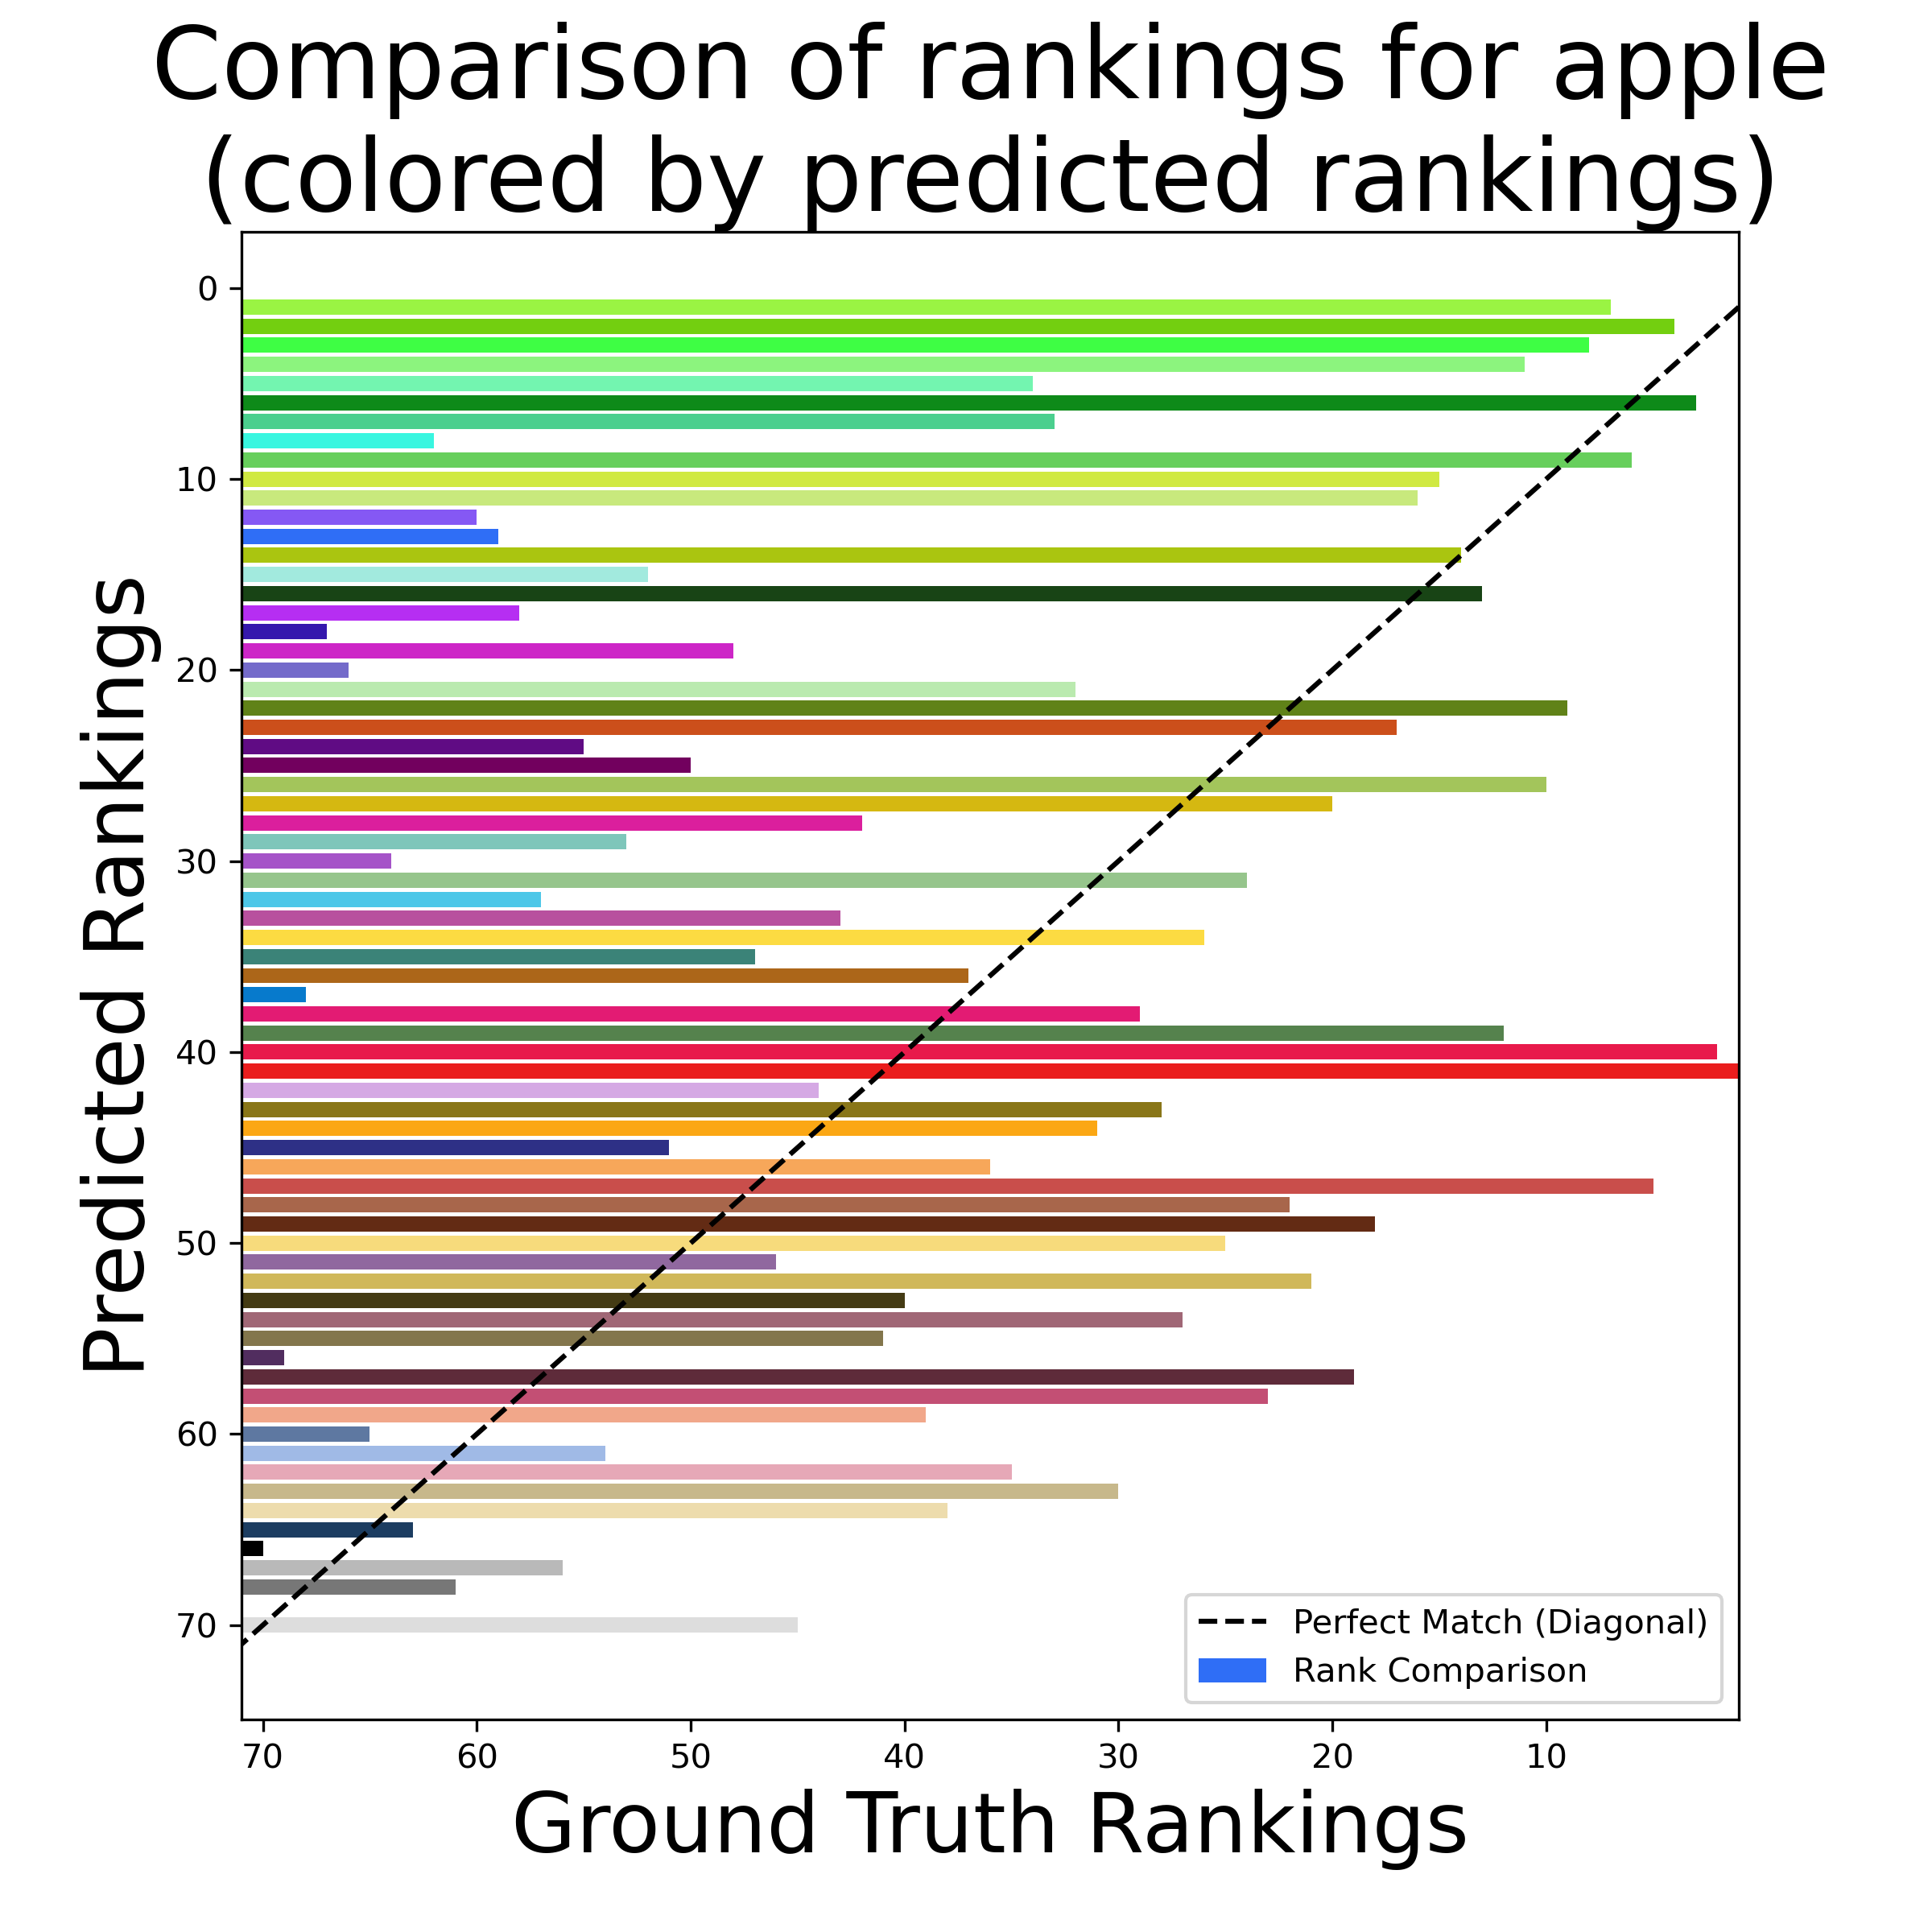 Comparison of rankings for apple
(colored by predicted rankings)
Predicted Rankings
0
10
20
30
40
50
60
70
70 60 50 40 30 20 10
Ground Truth Rankings
Perfect Match (Diagonal)
Rank Comparison